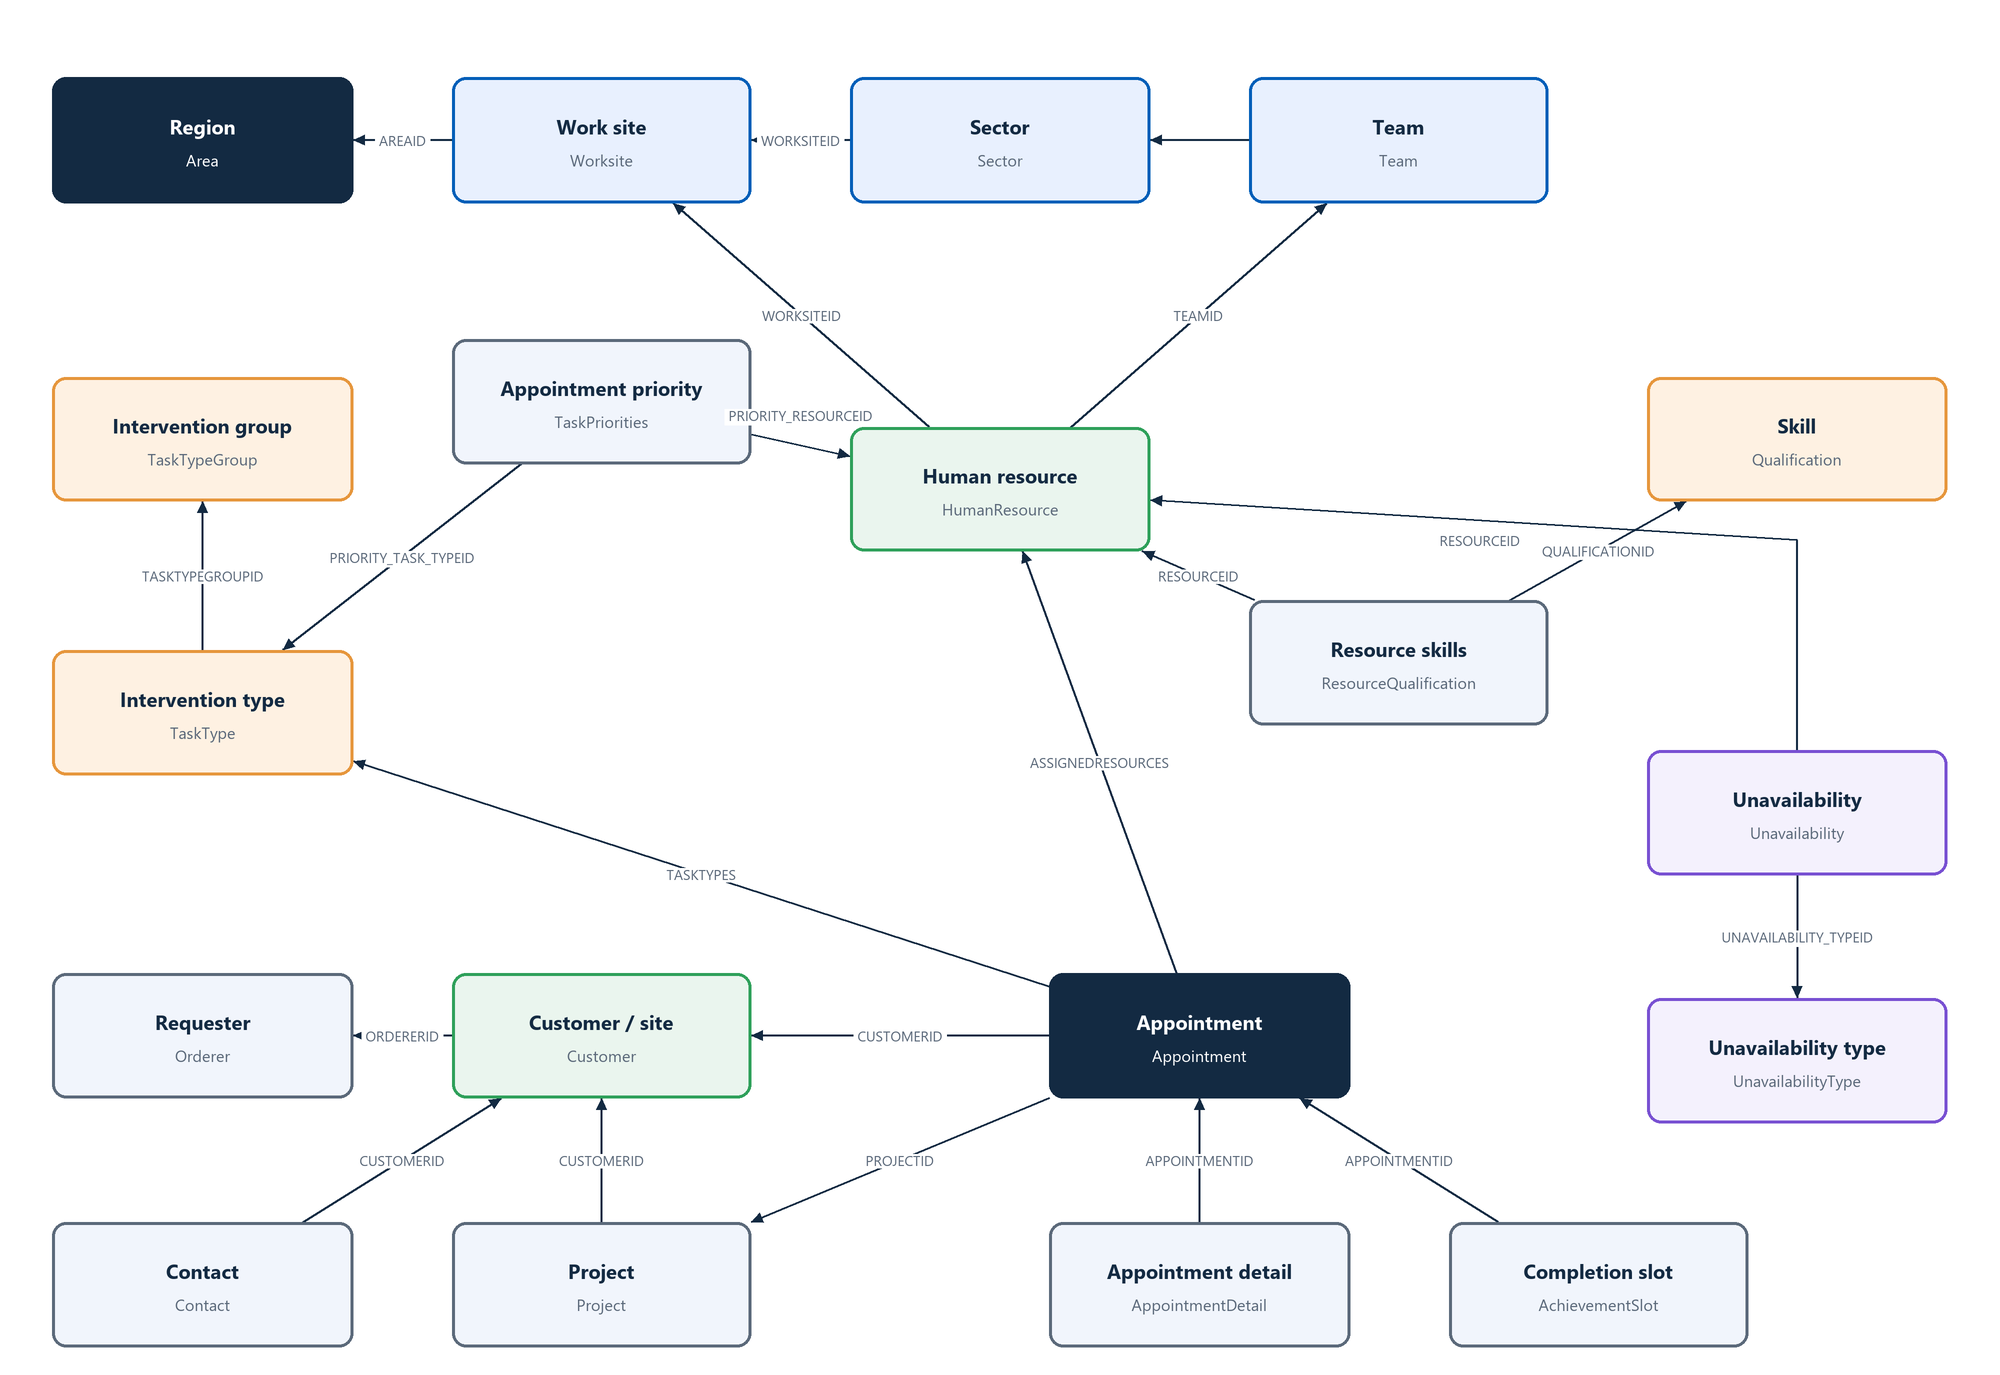 Region
Area
AREAID
Work site
Worksite
WORKSITEID
Sector
Sector
Team
Team
WORKSITEID
TEAMID
Appointment priority
TaskPriorities
PRIORITY_RESOURCEID
Intervention group
TaskTypeGroup
Human resource
HumanResource
Skill
Qualification
PRIORITY_TASK_TYPEID
TASKTYPEGROUPID
RESOURCEID
QUALIFICATIONID
RESOURCEID
Intervention type
TaskType
Resource skills
ResourceQualification
ASSIGNEDRESOURCES
Unavailability
Unavailability
TASKTYPES
UNAVAILABILITY_TYPEID
Requester
Orderer
ORDERERID
Customer / site
Customer
CUSTOMERID
Appointment
Appointment
Unavailability type
UnavailabilityType
CUSTOMERID
CUSTOMERID
PROJECTID
APPOINTMENTID
APPOINTMENTID
Contact
Contact
Project
Project
Appointment detail
AppointmentDetail
Completion slot
AchievementSlot